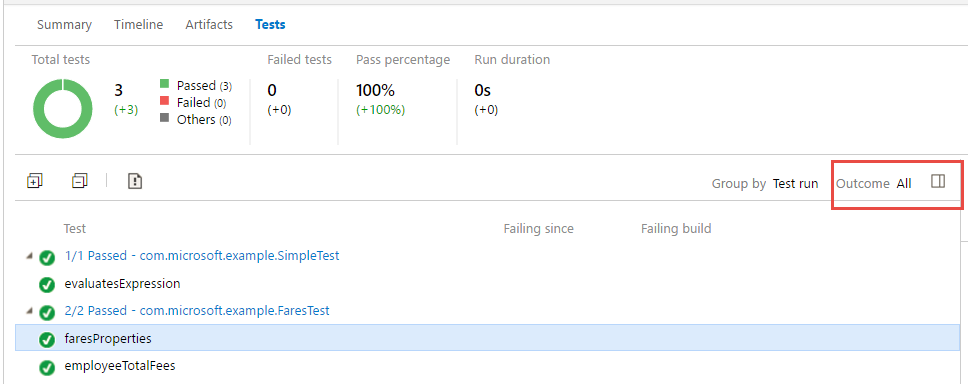 Summary Timeline Artifacts Tests
Total tests Failed tests Pass percentage Run duration
3 Passed (3) 0 100% 0s
(+3) Failed (0) (+0) (+100%) (+0)
Others (0)
Group by Test run Outcome All
Test Failing since Failing build
1/1 Passed - com.microsoft.example.SimpleTest
evaluatesExpression
2/2 Passed - com.microsoft.example.FaresTest
faresProperties
employeeTotalFees